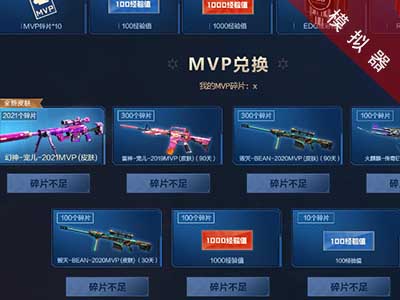 MVP
MVP碎片*10
100经验值
100经验值
1000经验值
EDG
模拟器
MVP兑换
我的MVP碎片：x
全新皮肤
2021个碎片
300个碎片
300个碎片
幻神-宠儿-2021MVP(皮肤)
雷神-宠儿-2019MVP(皮肤)(90天)
毁灭-BEAN-2020MVP(皮肤)(90天)
碎片不足
碎片不足
碎片不足
碎片不足
100个碎片
100个碎片
10个碎片
1000经验值
100经验值
毁灭-BEAN-2020MVP(皮肤)(30天)
1000经验值
100经验值
碎片不足
碎片不足
碎片不足